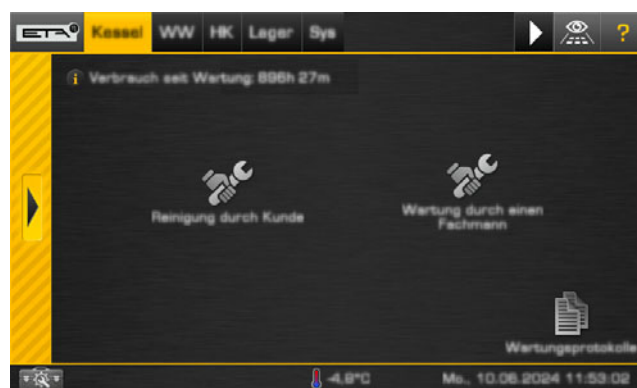 ETA
Kessel WW HK Lager Sys
?
Verbrauch seit Wartung: 896h 27m
Reinigung durch Kunde
Wartung durch einen
Fachmann
Wartungsprotokolle
-4,8°C
Mo., 10.06.2024 11:53:02